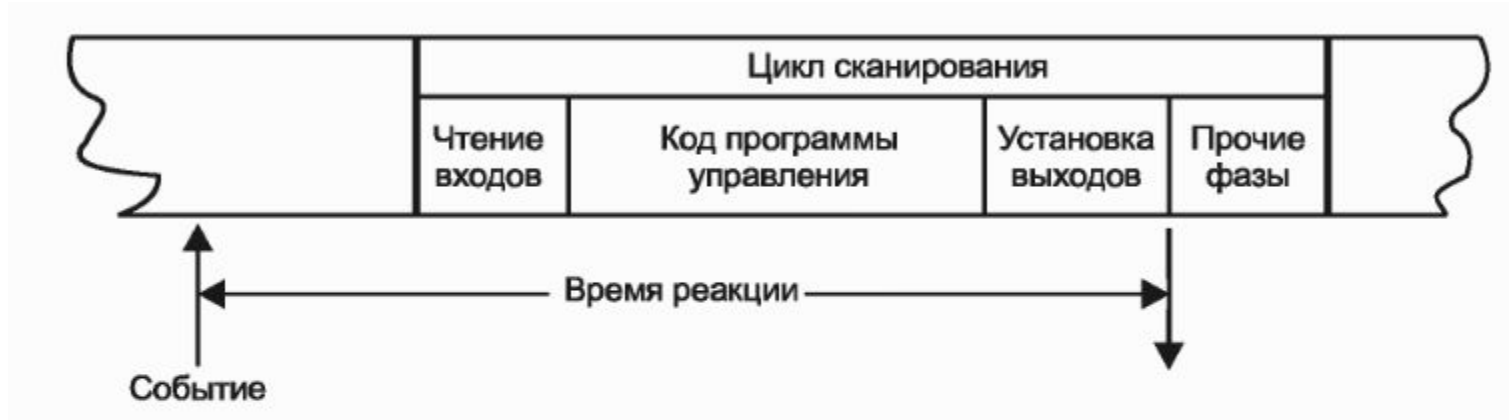 Цикл сканирования
Чтение
входов
Код программы
управления
Установка
выходов
Прочие
фазы
Время реакции
Событие